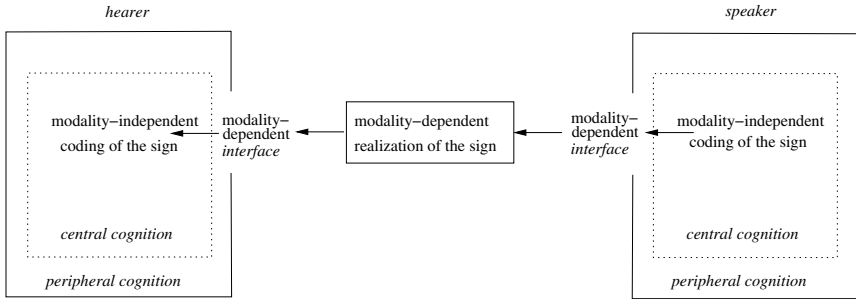 hearer
speaker
modality−independent
coding of the sign
modality−
dependent
interface
modality−dependent
realization of the sign
modality−
dependent
interface
modality−independent
coding of the sign
central cognition
central cognition
peripheral cognition
peripheral cognition